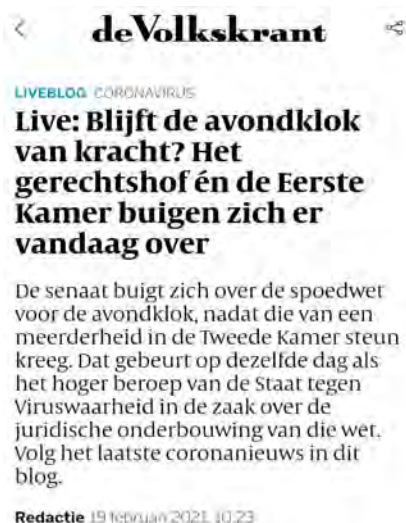 de Volkskrant
LIVEBLOG CORONAVIRUS
Live: Blijft de avondklok
van kracht? Het
gerechtshof én de Eerste
Kamer buigen zich er
vandaag over
De senaat buigt zich over de spoedwet
voor de avondklok, nadat die van een
meerderheid in de Tweede Kamer steun
kreeg. Dat gebeurt op dezelfde dag als
het hoger beroep van de Staat tegen
Viruswaarheid in de zaak over de
juridische onderbouwing van die wet.
Volg het laatste coronanieuws in dit
blog.
Redactie 19 februari 2021, 10:23